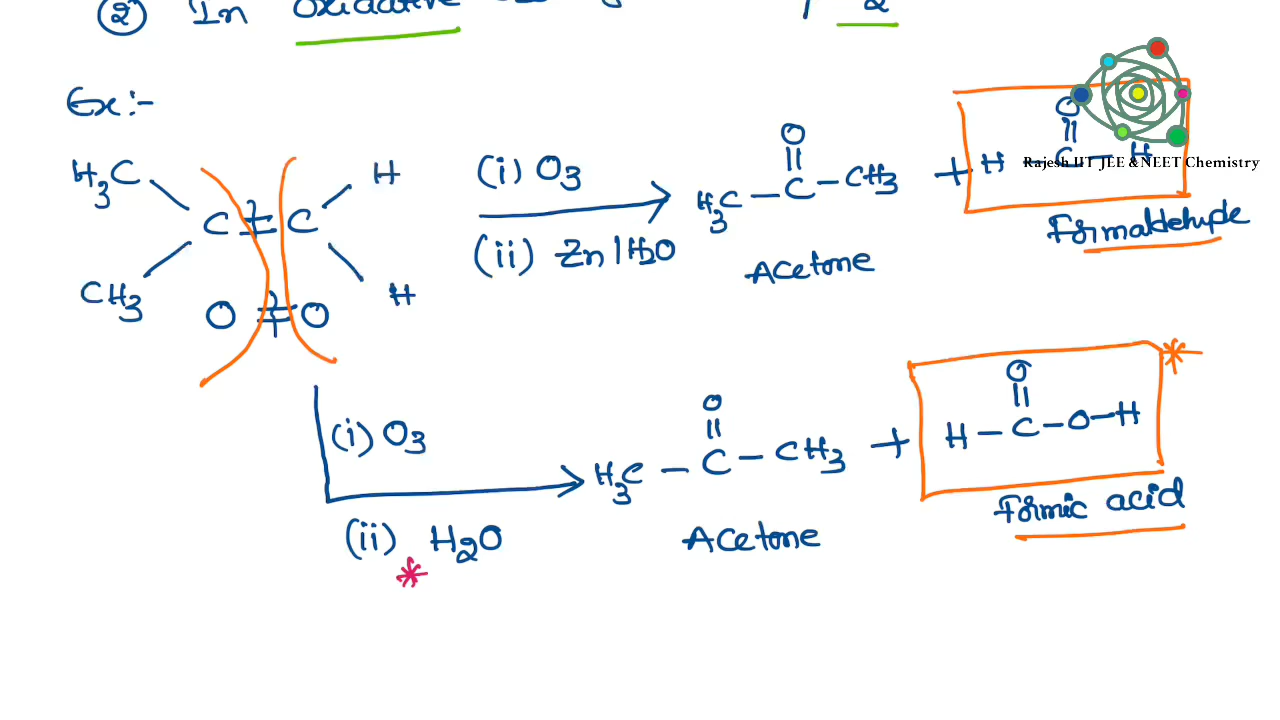 ② In Oxidative
2
Ex:-
H₃C H
C = C
CH₃ H
O = O
(i) O₃
(ii) Zn|H₂O
O
||
H₃C — C — CH₃ +
Acetone
O
||
H — C — H
Rajesh IIT JEE &NEET Chemistry
Formaldehyde
(i) O₃
(ii) H₂O
*
O
||
H₃C — C — CH₃ +
Acetone
O
||
H — C — O — H
*
Formic acid